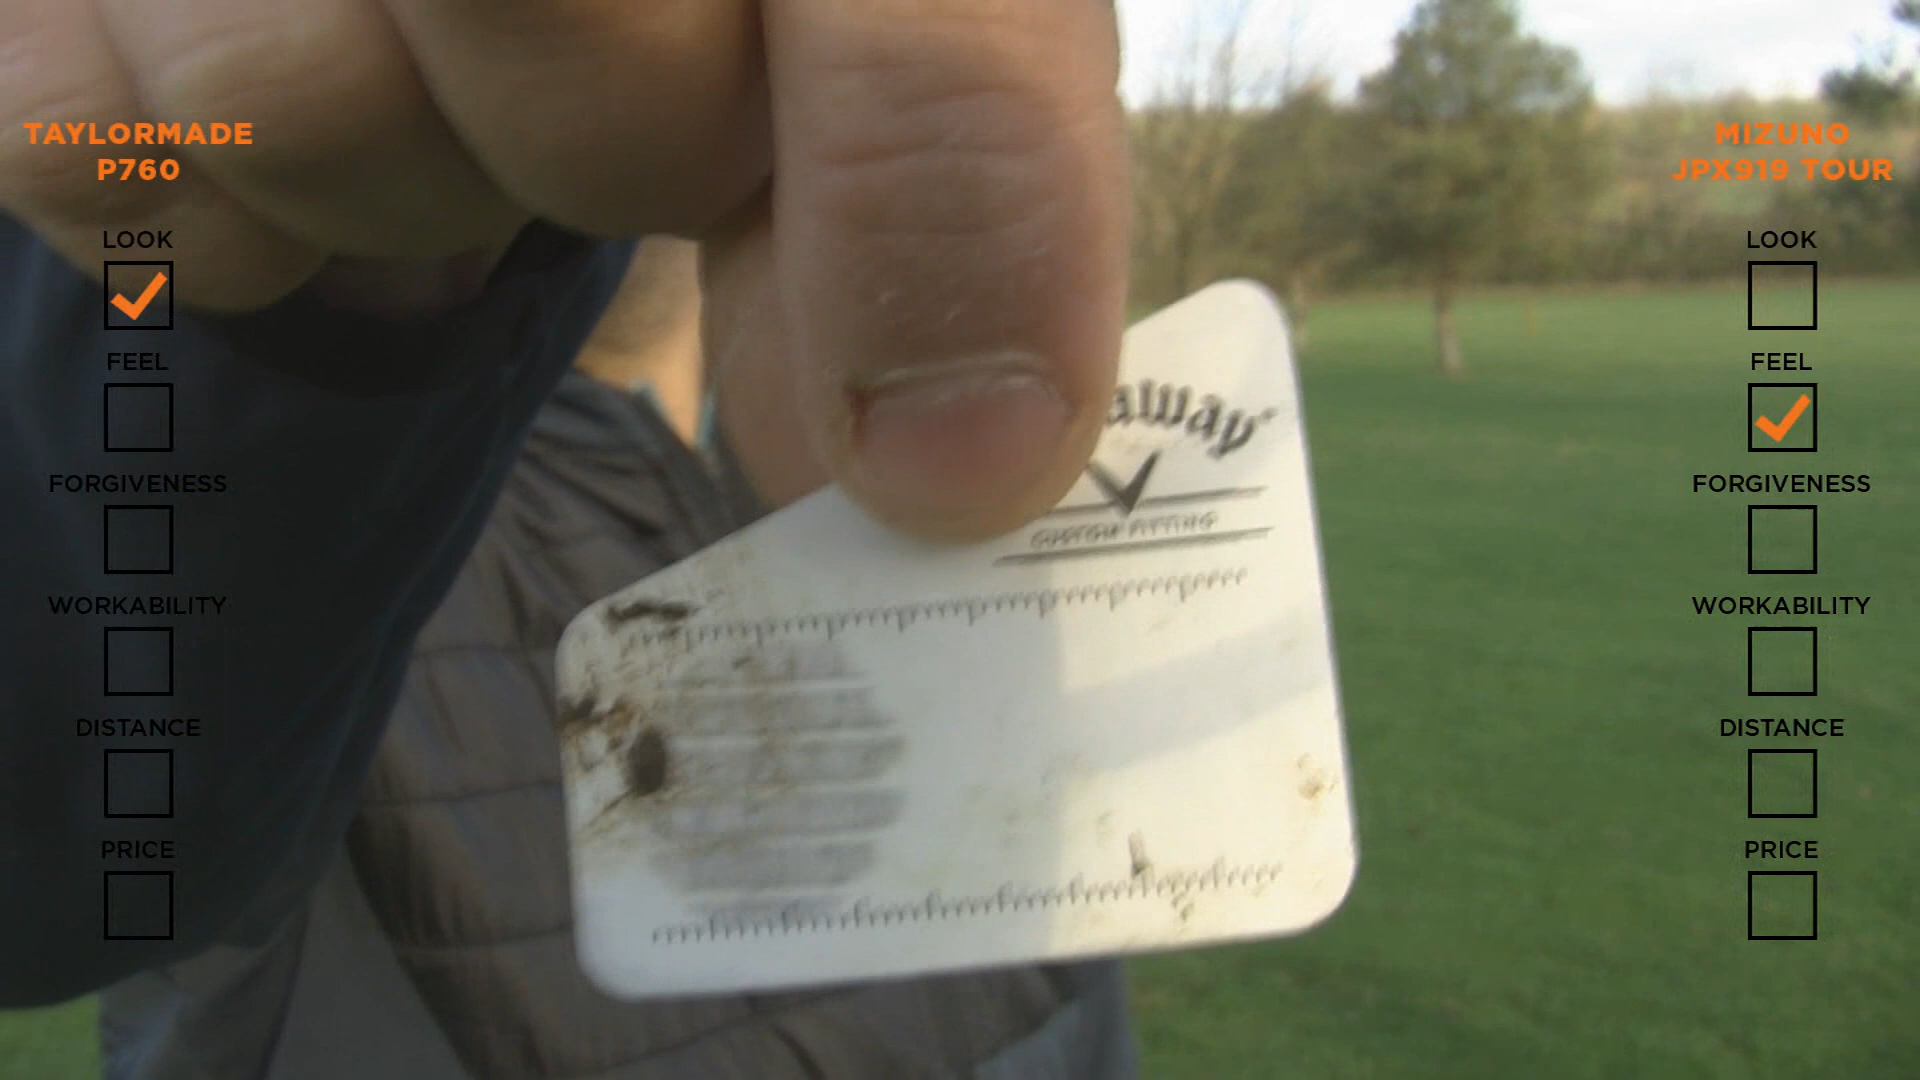 TAYLORMADE
P760
LOOK
FEEL
FORGIVENESS
WORKABILITY
DISTANCE
PRICE
away
CUSTOM FITTING
MIZUNO
JPX919 TOUR
LOOK
FEEL
FORGIVENESS
WORKABILITY
DISTANCE
PRICE